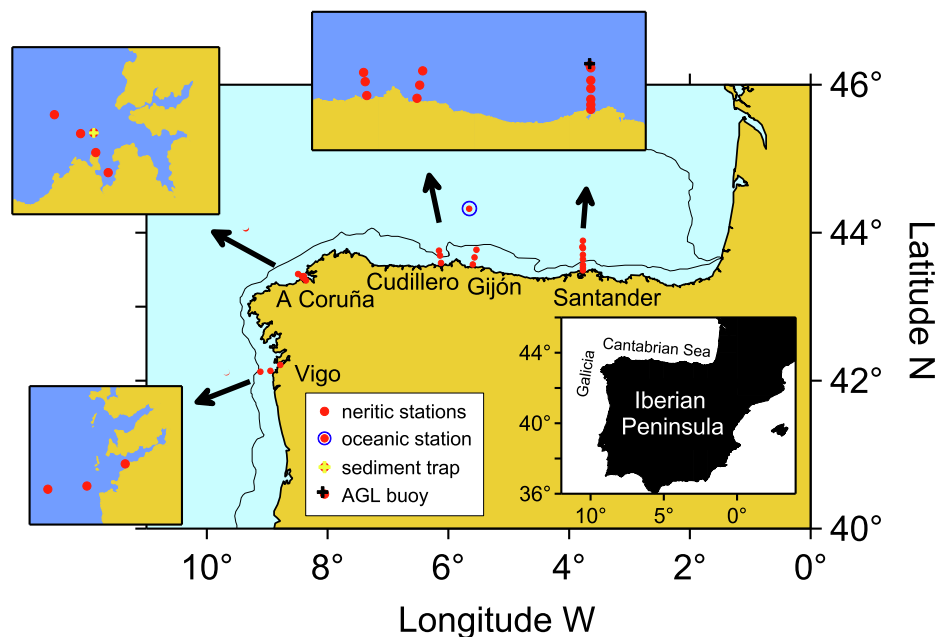 46°
44°
42°
40°
Latitude N
A Coruña
Cudillero
Gijón
Santander
Vigo
neritic stations
oceanic station
sediment trap
AGL buoy
Cantabrian Sea
Galicia
Iberian
Peninsula
44°
40°
36°
10°
5°
0°
10°
8°
6°
4°
2°
0°
Longitude W